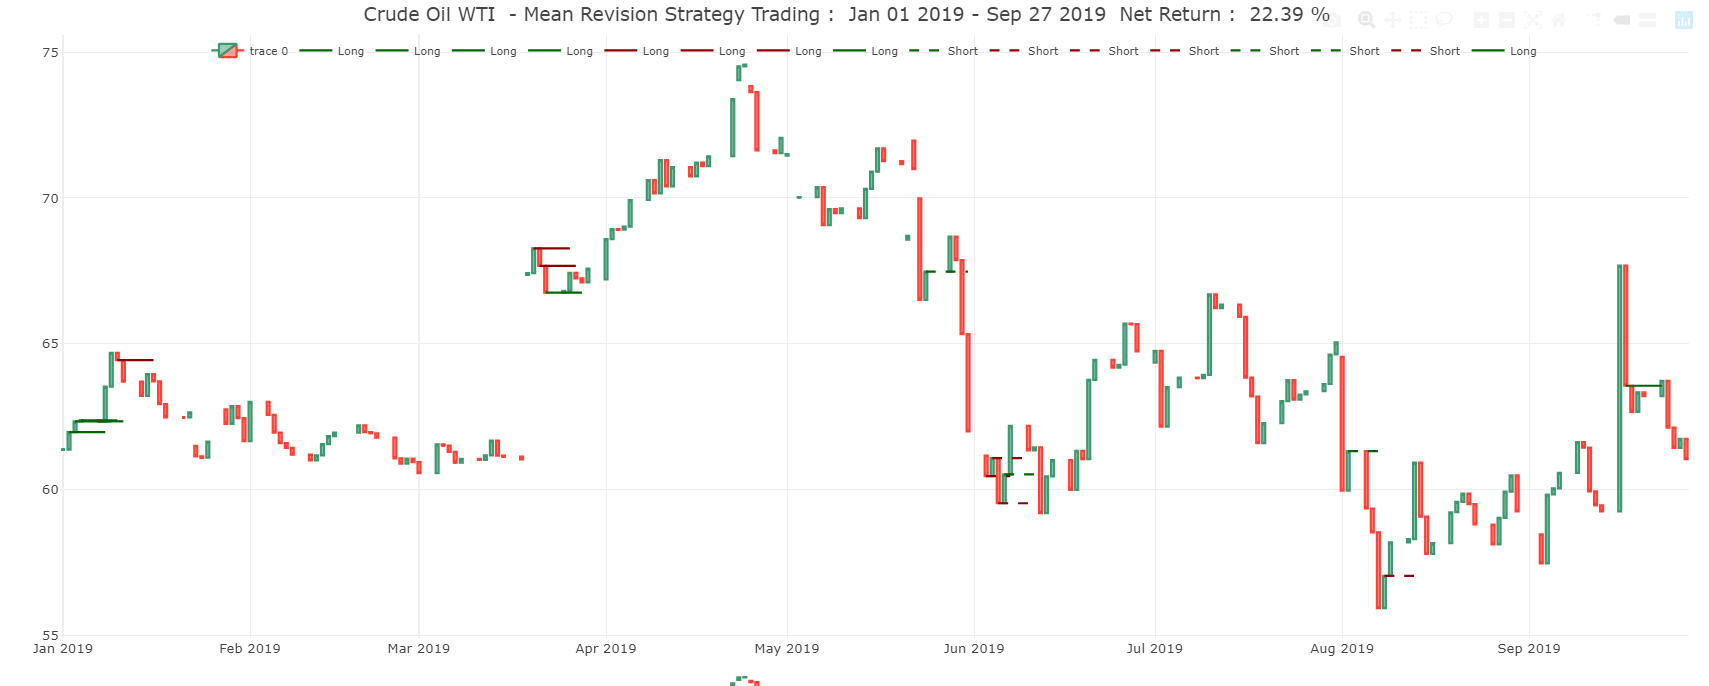 Crude Oil WTI - Mean Revision Strategy Trading : Jan 01 2019 - Sep 27 2019 Net Return : 22.39 %
trace 0 Long Long Long Long Long Long Long Long Short Short Short Short Short Short Short Long
75
70
65
60
55
Jan 2019 Feb 2019 Mar 2019 Apr 2019 May 2019 Jun 2019 Jul 2019 Aug 2019 Sep 2019